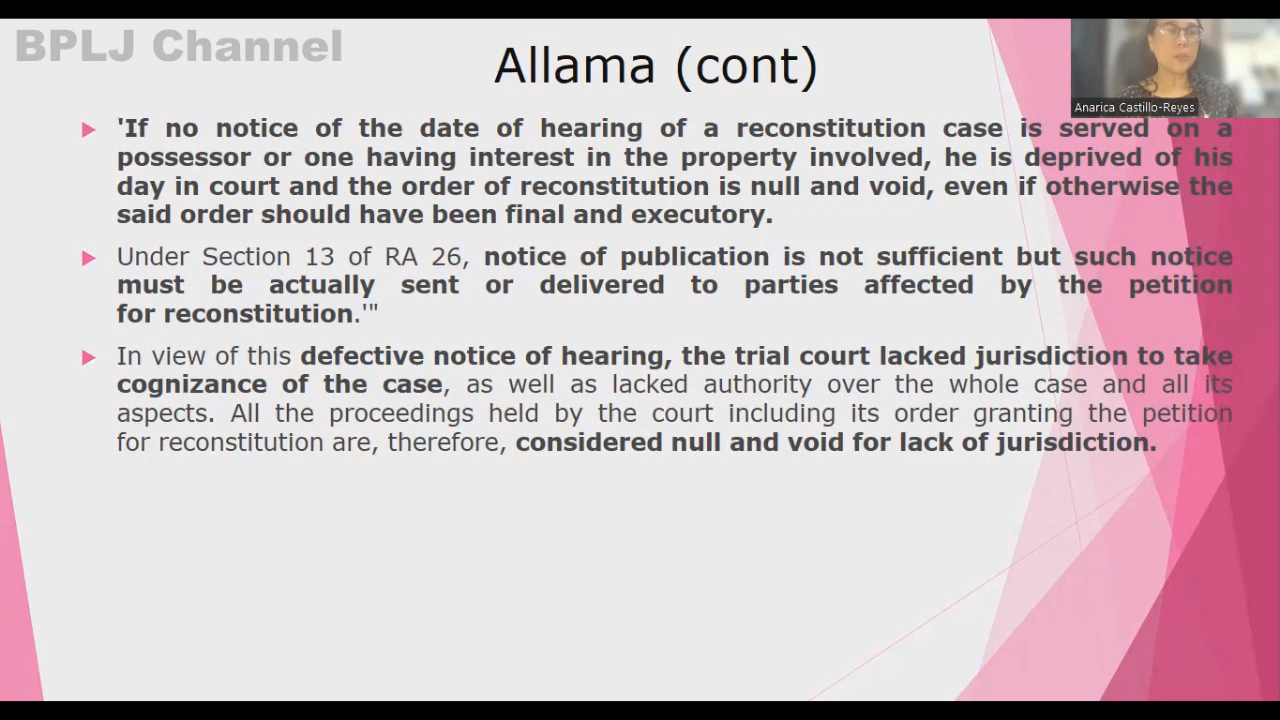 BPLJ Channel
Allama (cont)
Anarica Castillo-Reyes
'If no notice of the date of hearing of a reconstitution case is served on a
possessor or one having interest in the property involved, he is deprived of his
day in court and the order of reconstitution is null and void, even if otherwise the
said order should have been final and executory.
Under Section 13 of RA 26, notice of publication is not sufficient but such notice
must be actually sent or delivered to parties affected by the petition
for reconstitution.'"
In view of this defective notice of hearing, the trial court lacked jurisdiction to take
cognizance of the case, as well as lacked authority over the whole case and all its
aspects. All the proceedings held by the court including its order granting the petition
for reconstitution are, therefore, considered null and void for lack of jurisdiction.